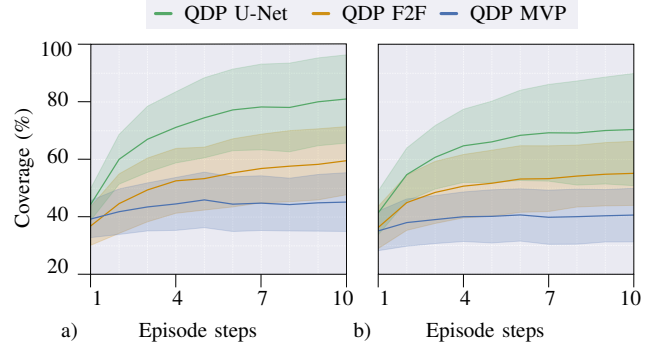 QDP U-Net QDP F2F QDP MVP
Coverage (%)
100
80
60
40
20
1 4 7 10 1 4 7 10
a) Episode steps b) Episode steps